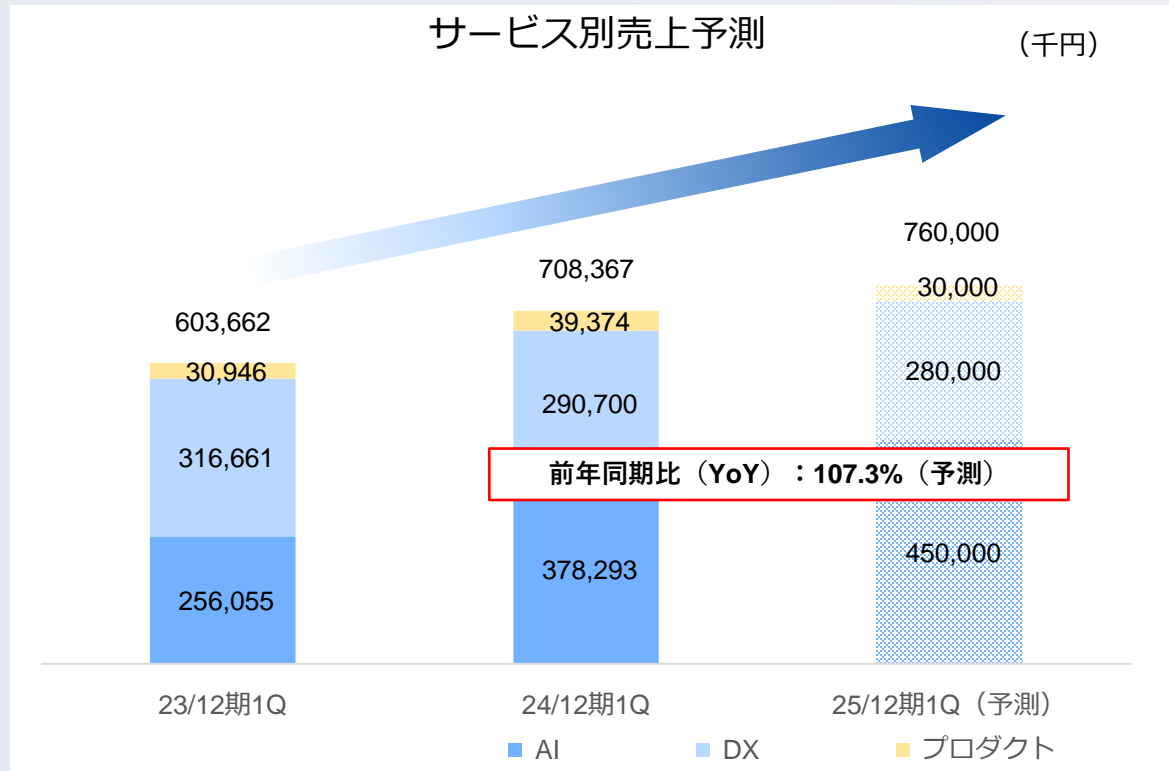 サービス別売上予測
（千円）
603,662
30,946
316,661
256,055
708,367
39,374
290,700
378,293
760,000
30,000
280,000
450,000
前年同期比（YoY）：107.3%（予測）
23/12期1Q
24/12期1Q
25/12期1Q（予測）
AI
DX
プロダクト